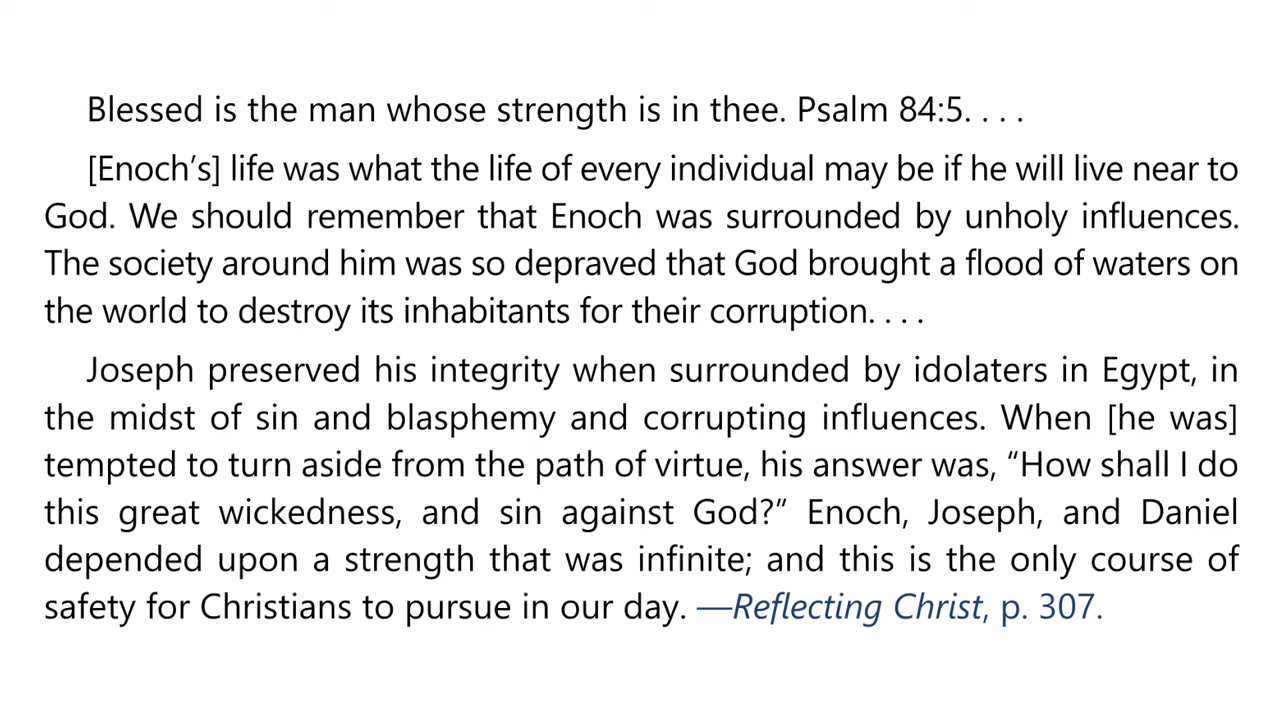 Blessed is the man whose strength is in thee. Psalm 84:5. . . .
[Enoch’s] life was what the life of every individual may be if he will live near to
God. We should remember that Enoch was surrounded by unholy influences.
The society around him was so depraved that God brought a flood of waters on
the world to destroy its inhabitants for their corruption. . . .
Joseph preserved his integrity when surrounded by idolaters in Egypt, in
the midst of sin and blasphemy and corrupting influences. When [he was]
tempted to turn aside from the path of virtue, his answer was, “How shall I do
this great wickedness, and sin against God?” Enoch, Joseph, and Daniel
depended upon a strength that was infinite; and this is the only course of
safety for Christians to pursue in our day. —Reflecting Christ, p. 307.